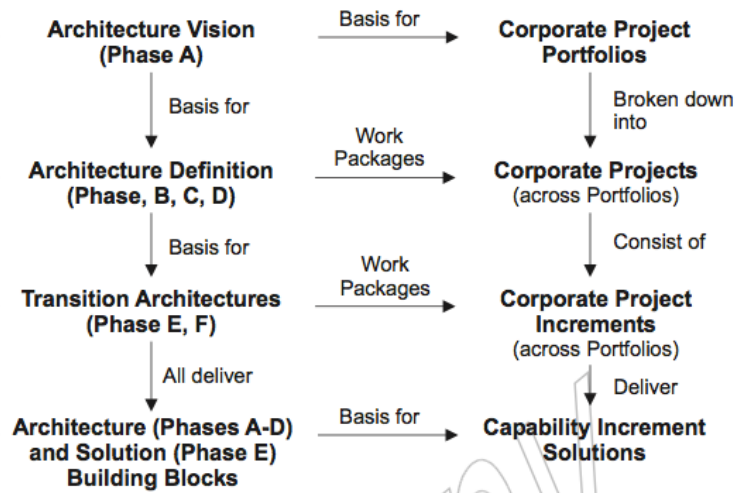 Architecture Vision
(Phase A)
Basis for
Corporate Project
Portfolios
Basis for
Broken down
into
Architecture Definition
(Phase, B, C, D)
Work
Packages
Corporate Projects
(across Portfolios)
Basis for
Consist of
Transition Architectures
(Phase E, F)
Work
Packages
Corporate Project
Increments
(across Portfolios)
All deliver
Deliver
Architecture (Phases A-D)
and Solution (Phase E)
Building Blocks
Basis for
Capability Increment
Solutions